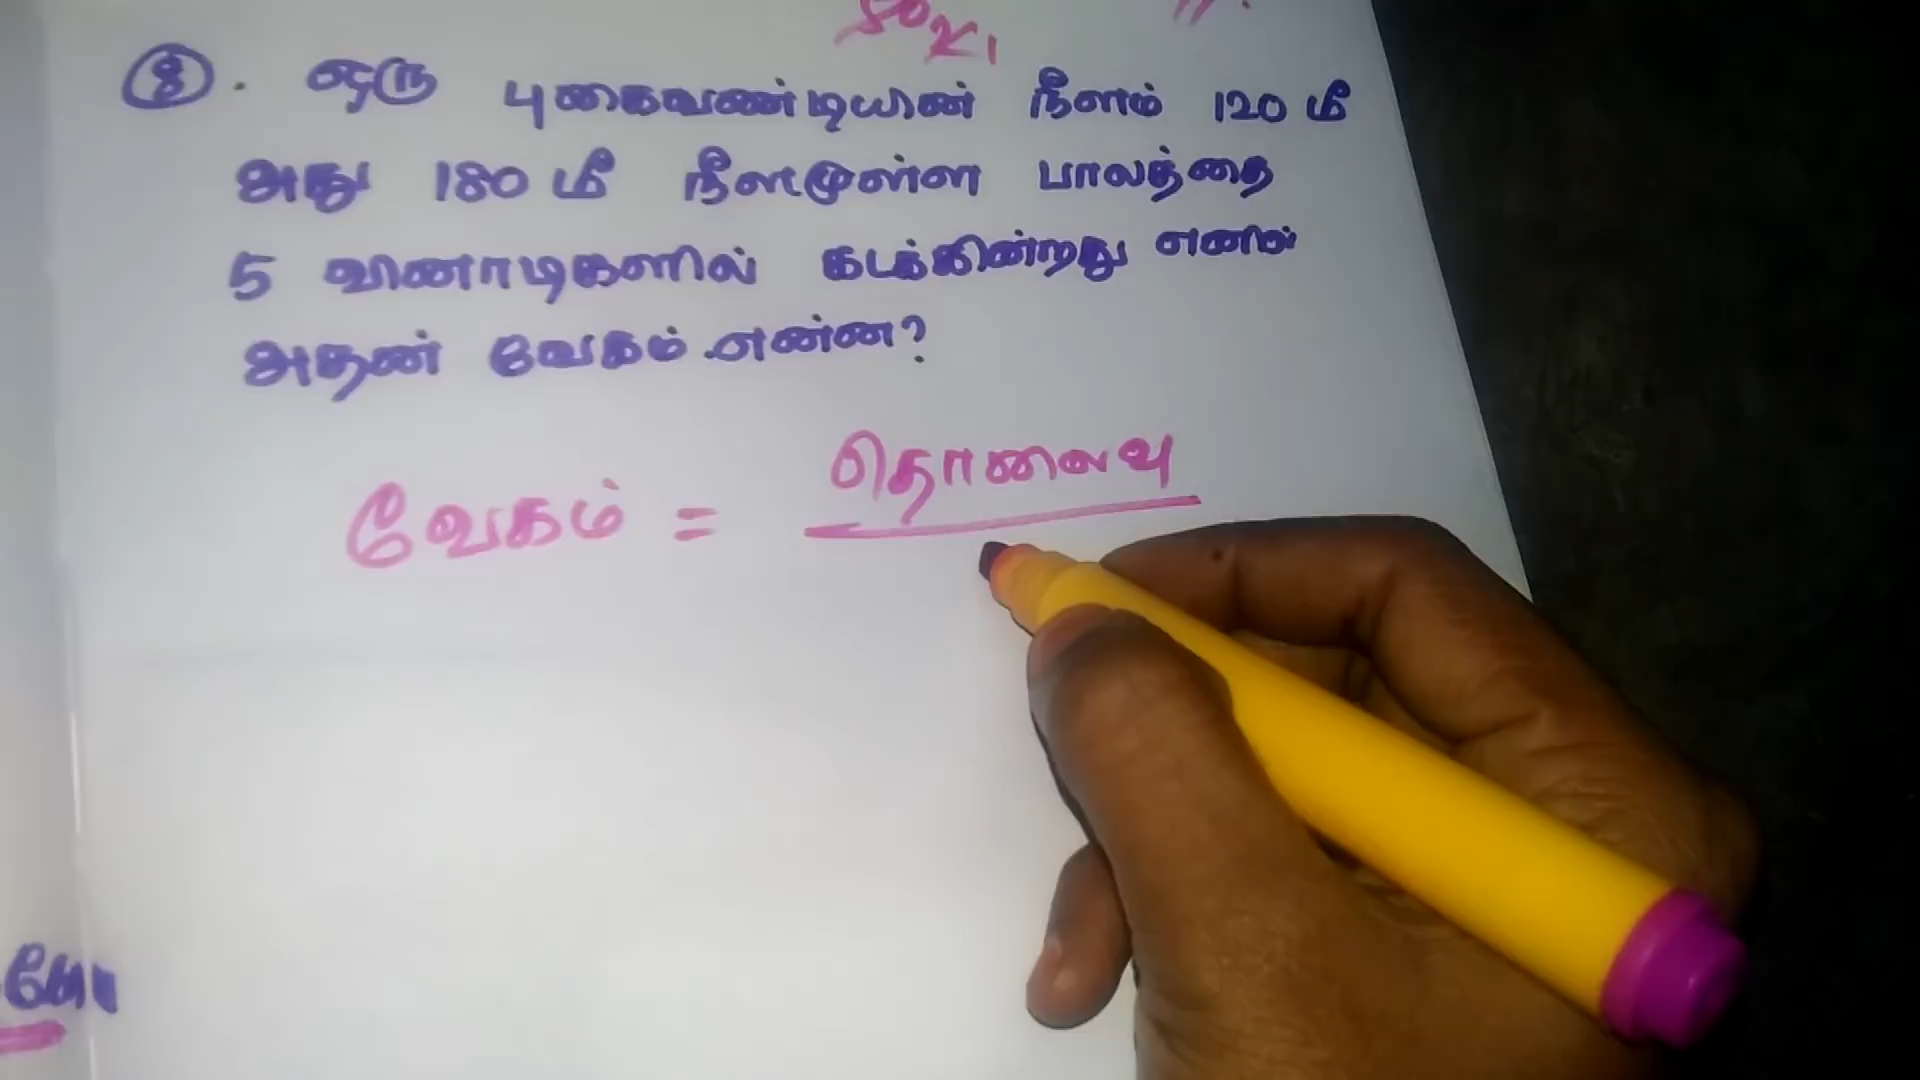 8. ஒரு புகைவண்டியின் நீளம் 120 மீ
அது 180 மீ நீளமுள்ள பாலத்தை
5 வினாடிகளில் கடக்கின்றது எனில்
அதன் வேகம் என்ன?
வேகம் = தொலைவு